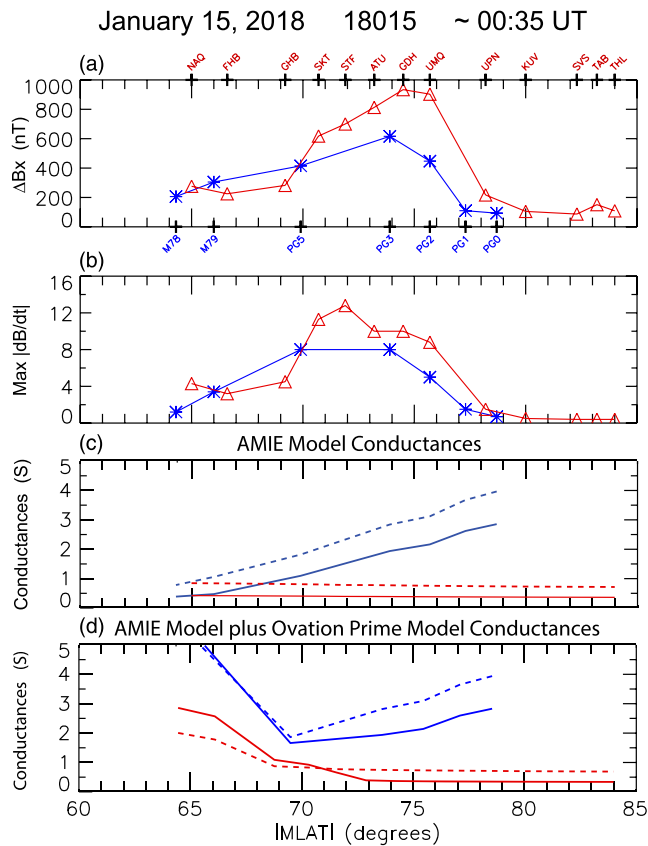 January 15, 2018 18015 ~ 00:35 UT
(a)
NAQ FHB GHB SKT STF ATU GDH UMQ UPN KUV SVS TAB THL
1000
800
600
400
200
0
ΔBx (nT)
M78 M79 PG5 PG3 PG2 PG1 PG0
(b)
16
12
8
4
0
Max |dB/dt|
(c)
AMIE Model Conductances
5
4
3
2
1
0
Conductances (S)
(d)
AMIE Model plus Ovation Prime Model Conductances
5
4
3
2
1
0
Conductances (S)
60 65 70 75 80 85
|MLAT| (degrees)